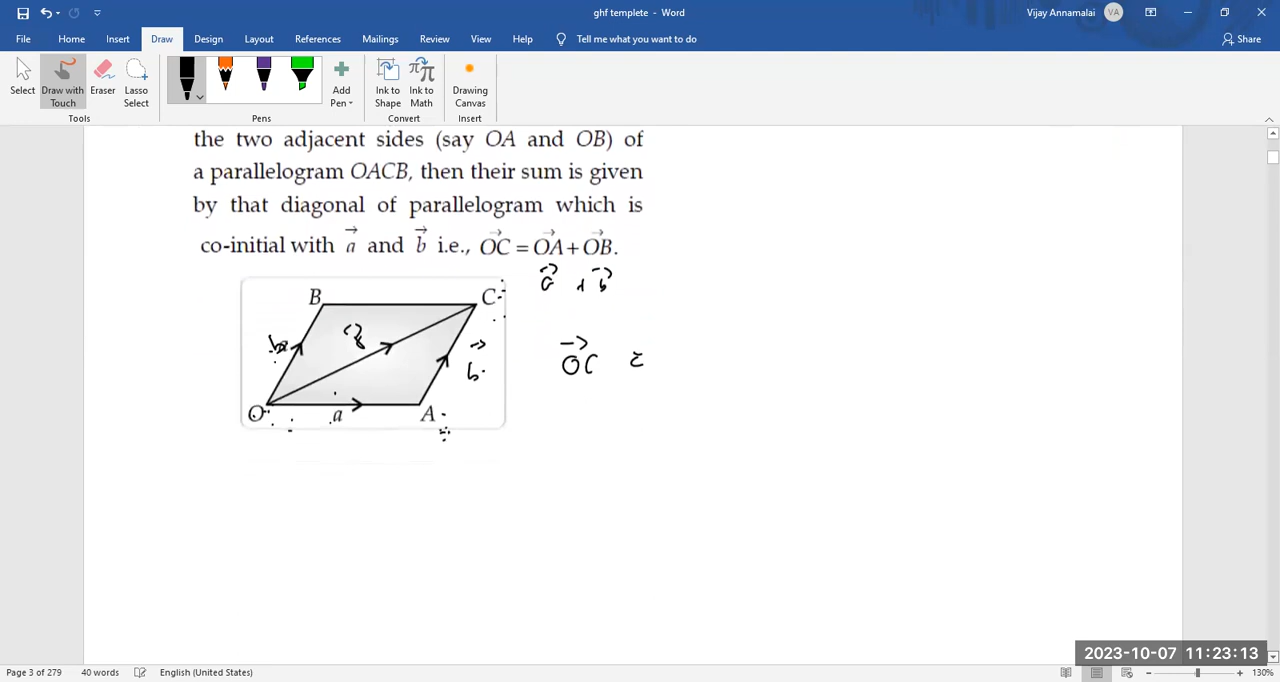 ghf templete - Word
Vijay Annamalai VA
File Home Insert Draw Design Layout References Mailings Review View Help Tell me what you want to do Share
Select Draw with Touch Eraser Lasso Select Add Pen Ink to Shape Ink to Math Drawing Canvas
Tools Pens Convert Insert
the two adjacent sides (say OA and OB) of
a parallelogram OACB, then their sum is given
by that diagonal of parallelogram which is
co-initial with a⃗ and b⃗ i.e., OC⃗ = OA⃗ + OB⃗.
a⃗ + b⃗
B C
b
b⃗
OC⃗ =
O a A
2023-10-07 11:23:13
Page 3 of 279 40 words English (United States) 130%